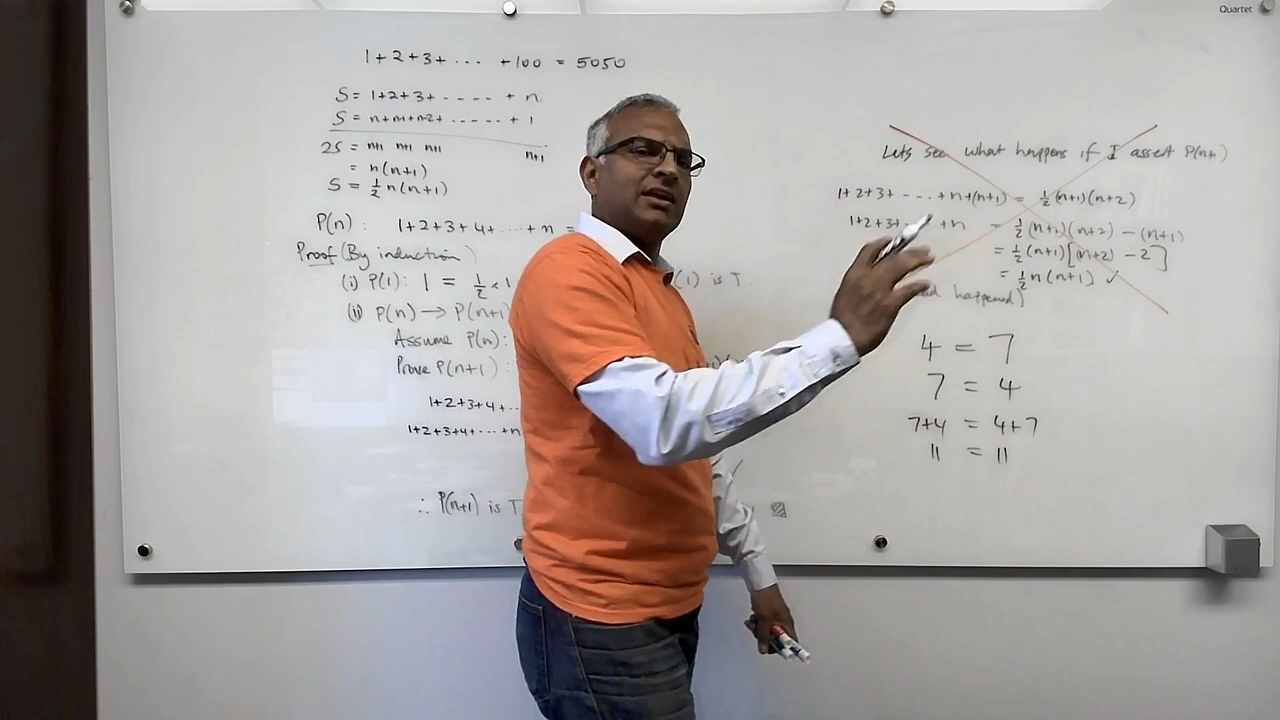 Quartet
1+2+3+ ... +100 = 5050
S = 1+2+3+ ----- + n.
S = n+n-1+n-2+ ..... + 1
2S = n+1 n+1 n+1 n+1
= n(n+1)
S = ½ n(n+1)
P(n): 1+2+3+4+...+n =
Proof (By induction)
(i) P(1): 1 = ½ × 1 (1) is T.
(ii) P(n) → P(n+1)
Assume P(n):
Prove P(n+1):
1+2+3+4+..
1+2+3+4+...+n
∴ P(n+1) is T
Lets see what happens if I assert P(n+1)
1+2+3+ -...+n+(n+1) = ½(n+1)(n+2)
1+2+3+ +n = ½(n+1)(n+2) - (n+1)
= ½(n+1)[(n+2) - 2]
= ½ n(n+1) ✓
happened)
4 = 7
7 = 4
7+4 = 4+7
11 = 11